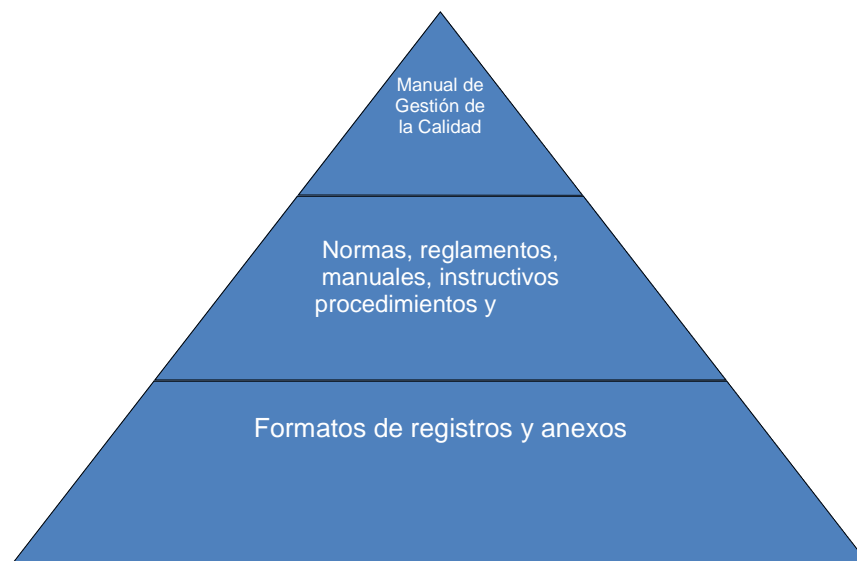 Manual de
Gestión de
la Calidad
Normas, reglamentos,
manuales, instructivos
procedimientos y
Formatos de registros y anexos